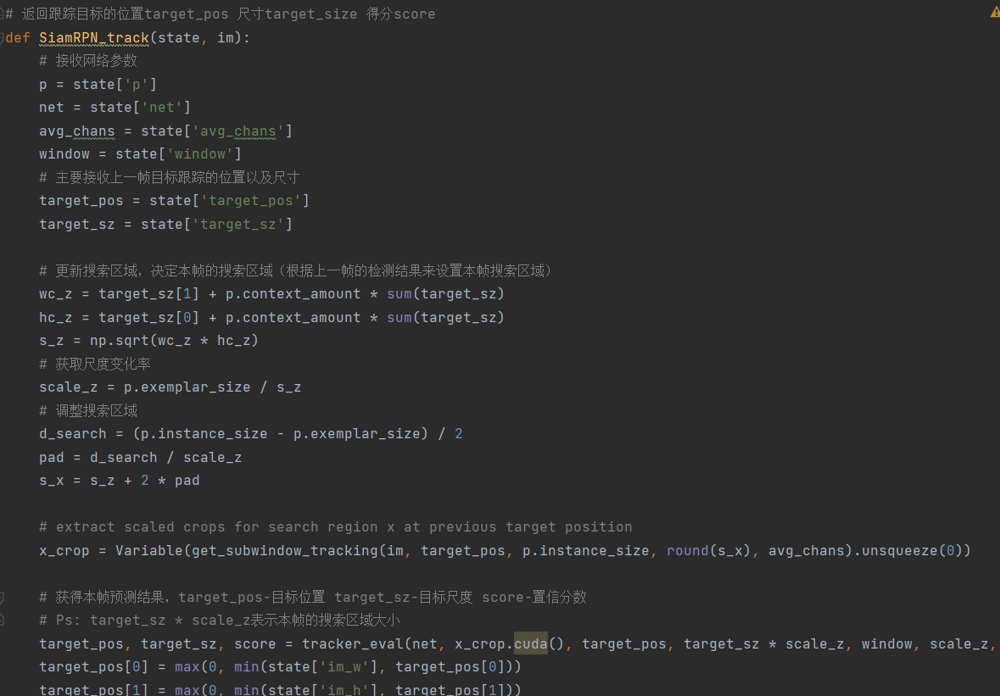 # 返回跟踪目标的位置target_pos 尺寸target_size 得分score
def SiamRPN_track(state, im):
    # 接收网络参数
    p = state['p']
    net = state['net']
    avg_chans = state['avg_chans']
    window = state['window']
    # 主要接收上一帧目标跟踪的位置以及尺寸
    target_pos = state['target_pos']
    target_sz = state['target_sz']

    # 更新搜索区域，决定本帧的搜索区域（根据上一帧的检测结果来设置本帧搜索区域）
    wc_z = target_sz[1] + p.context_amount * sum(target_sz)
    hc_z = target_sz[0] + p.context_amount * sum(target_sz)
    s_z = np.sqrt(wc_z * hc_z)
    # 获取尺度变化率
    scale_z = p.exemplar_size / s_z
    # 调整搜索区域
    d_search = (p.instance_size - p.exemplar_size) / 2
    pad = d_search / scale_z
    s_x = s_z + 2 * pad

    # extract scaled crops for search region x at previous target position
    x_crop = Variable(get_subwindow_tracking(im, target_pos, p.instance_size, round(s_x), avg_chans).unsqueeze(0))

    # 获得本帧预测结果，target_pos-目标位置 target_sz-目标尺度 score-置信分数
    # Ps: target_sz * scale_z表示本帧的搜索区域大小
    target_pos, target_sz, score = tracker_eval(net, x_crop.cuda(), target_pos, target_sz * scale_z, window, scale_z,
    target_pos[0] = max(0, min(state['im_w'], target_pos[0]))
    target_pos[1] = max(0, min(state['im_h'], target_pos[1]))